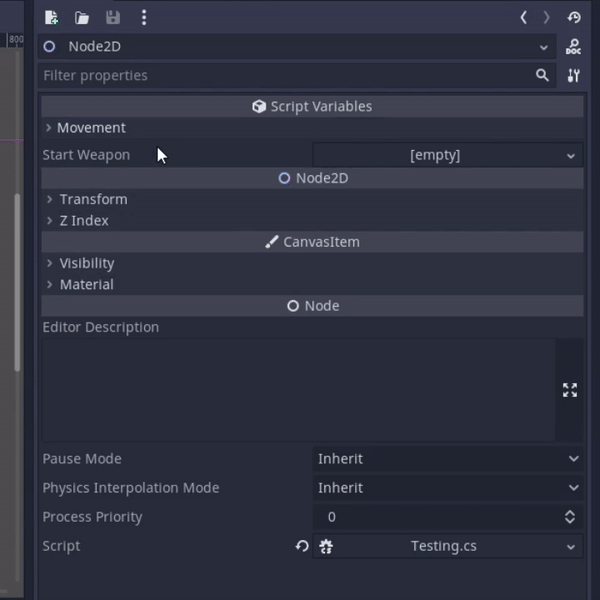 800
Node2D
DOC
Filter properties
Script Variables
Movement
Start Weapon [empty]
Node2D
Transform
Z Index
CanvasItem
Visibility
Material
Node
Editor Description
Pause Mode Inherit
Physics Interpolation Mode Inherit
Process Priority 0
Script Testing.cs